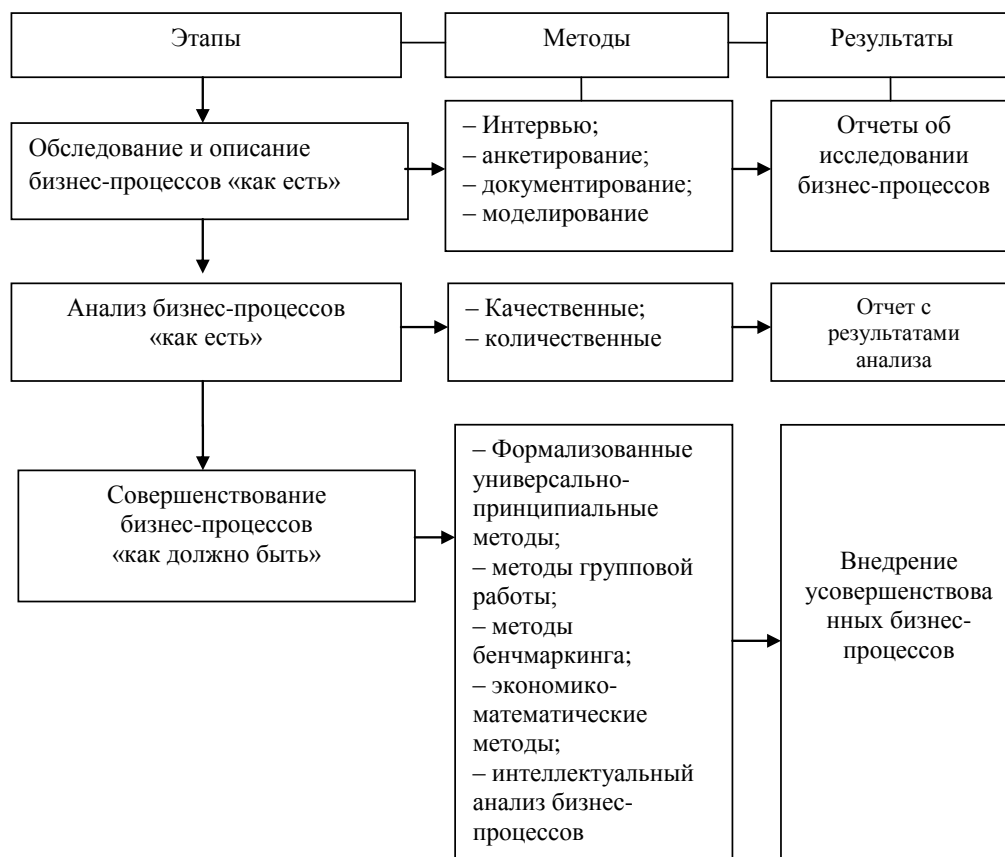 Этапы
Методы
Результаты
Обследование и описание
бизнес-процессов «как есть»
– Интервью;
– анкетирование;
– документирование;
– моделирование
Отчеты об
исследовании
бизнес-процессов
Анализ бизнес-процессов
«как есть»
– Качественные;
– количественные
Отчет с
результатами
анализа
Совершенствование
бизнес-процессов
«как должно быть»
– Формализованные
универсально-
принципиальные
методы;
– методы групповой
работы;
– методы
бенчмаркинга;
– экономико-
математические
методы;
– интеллектуальный
анализ бизнес-
процессов
Внедрение
усовершенствова
нных бизнес-
процессов